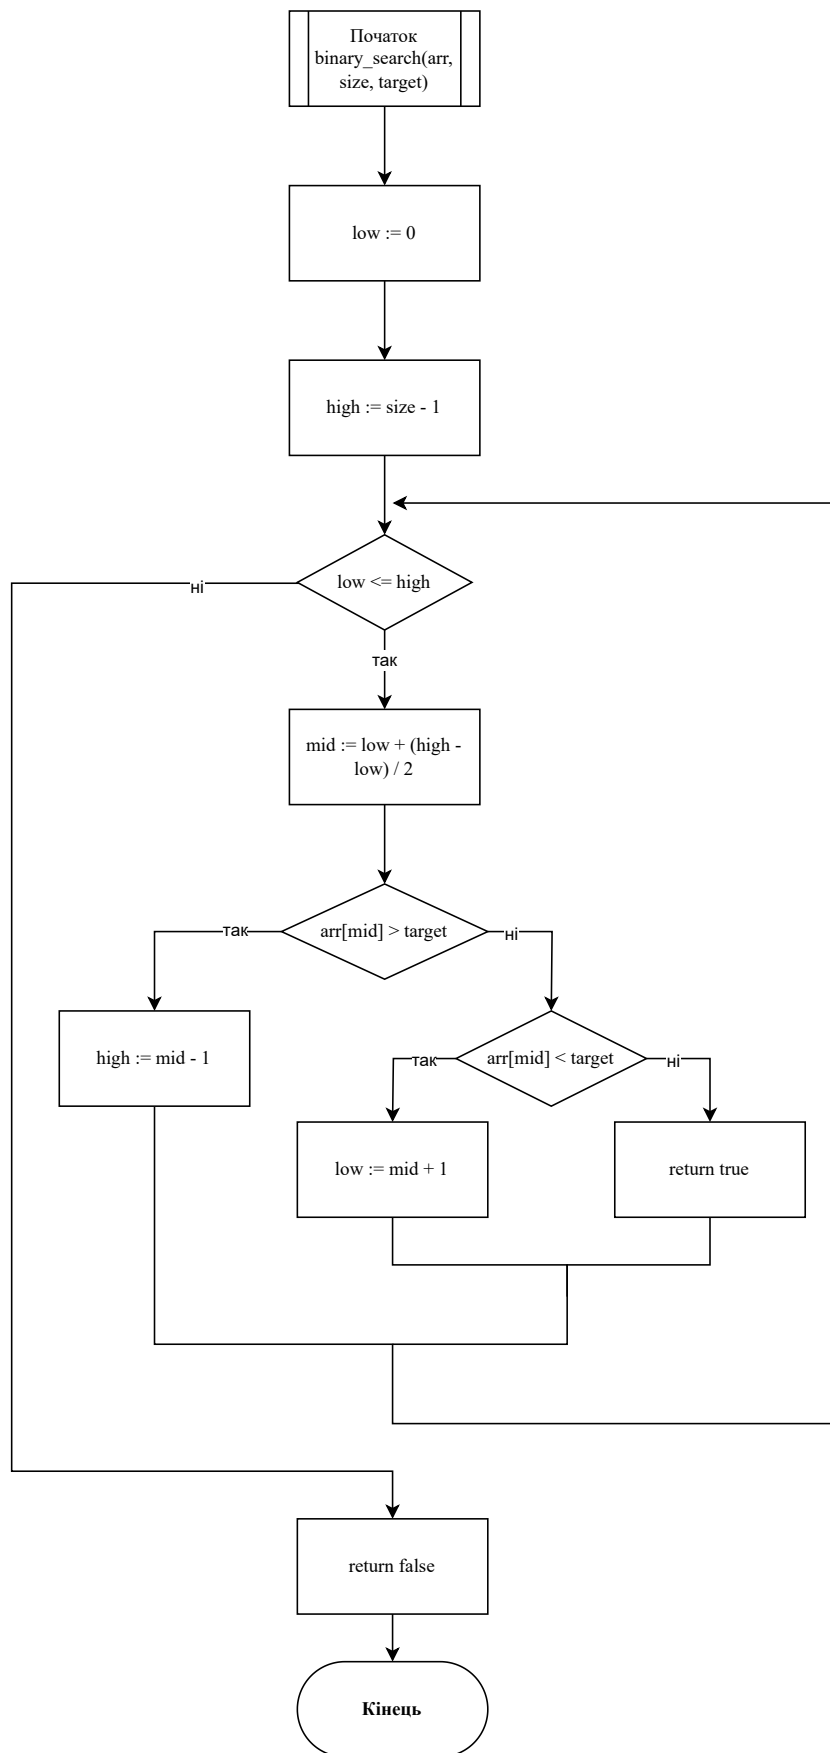 Початок
binary_search(arr,
size, target)
low := 0
high := size - 1
low <= high
ні
так
mid := low + (high -
low) / 2
arr[mid] > target
так
ні
high := mid - 1
arr[mid] < target
так
ні
low := mid + 1
return true
return false
Кінець